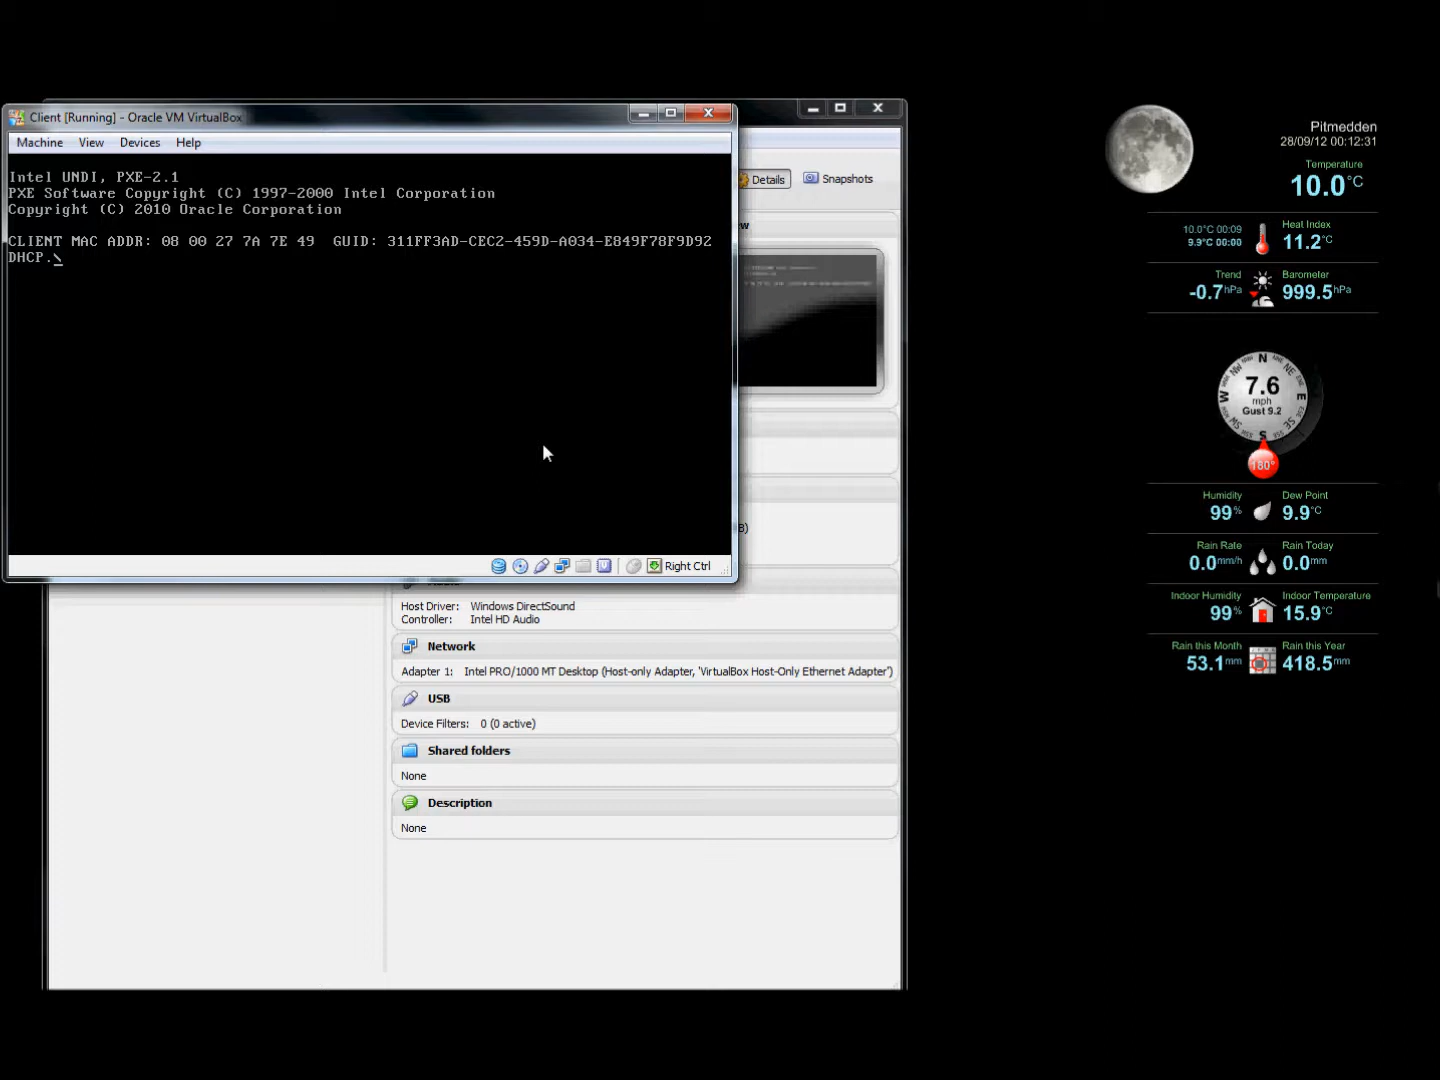 Client [Running] - Oracle VM VirtualBox
Machine View Devices Help
Intel UNDI, PXE-2.1
PXE Software Copyright (C) 1997-2000 Intel Corporation
Copyright (C) 2010 Oracle Corporation
CLIENT MAC ADDR: 08 00 27 7A 7E 49 GUID: 311FF3AD-CEC2-459D-A034-E849F78F9D92
DHCP.\
Right Ctrl
Details Snapshots
Host Driver: Windows DirectSound
Controller: Intel HD Audio
Network
Adapter 1: Intel PRO/1000 MT Desktop (Host-only Adapter, 'VirtualBox Host-Only Ethernet Adapter')
USB
Device Filters: 0 (0 active)
Shared folders
None
Description
None
Pitmedden
28/09/12 00:12:31
Temperature
10.0°C
10.0°C 00:09
9.9°C 00:00
Heat Index
11.2°C
Trend
-0.7hPa
Barometer
999.5hPa
N
W
E
S
7.6
mph
Gust 9.2
180°
Humidity
99%
Dew Point
9.9°C
Rain Rate
0.0mm/h
Rain Today
0.0mm
Indoor Humidity
99%
Indoor Temperature
15.9°C
Rain this Month
53.1mm
Rain this Year
418.5mm